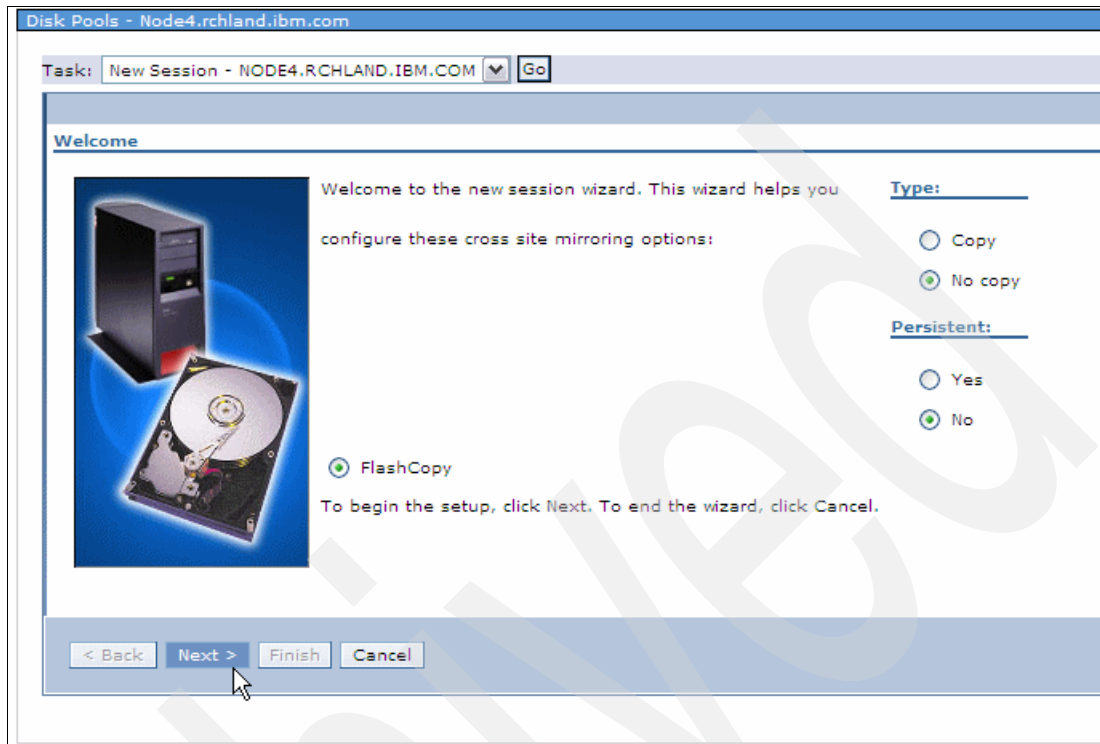 Disk Pools - Node4.rchland.ibm.com
Task: New Session - NODE4.RCHLAND.IBM.COM Go
Welcome
Welcome to the new session wizard. This wizard helps you
configure these cross site mirroring options:
Type:
Copy
No copy
Persistent:
Yes
No
FlashCopy
To begin the setup, click Next. To end the wizard, click Cancel.
< Back Next > Finish Cancel